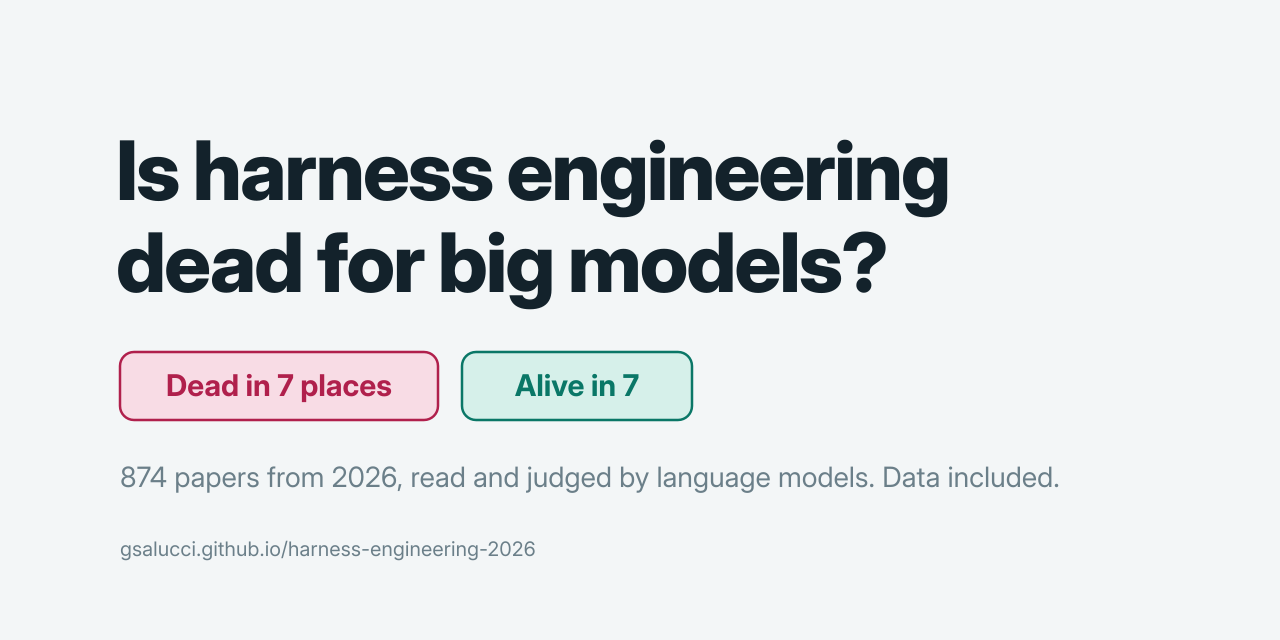 Is harness engineering
dead for big models?
Dead in 7 places
Alive in 7
874 papers from 2026, read and judged by language models. Data included.
gsalucci.github.io/harness-engineering-2026